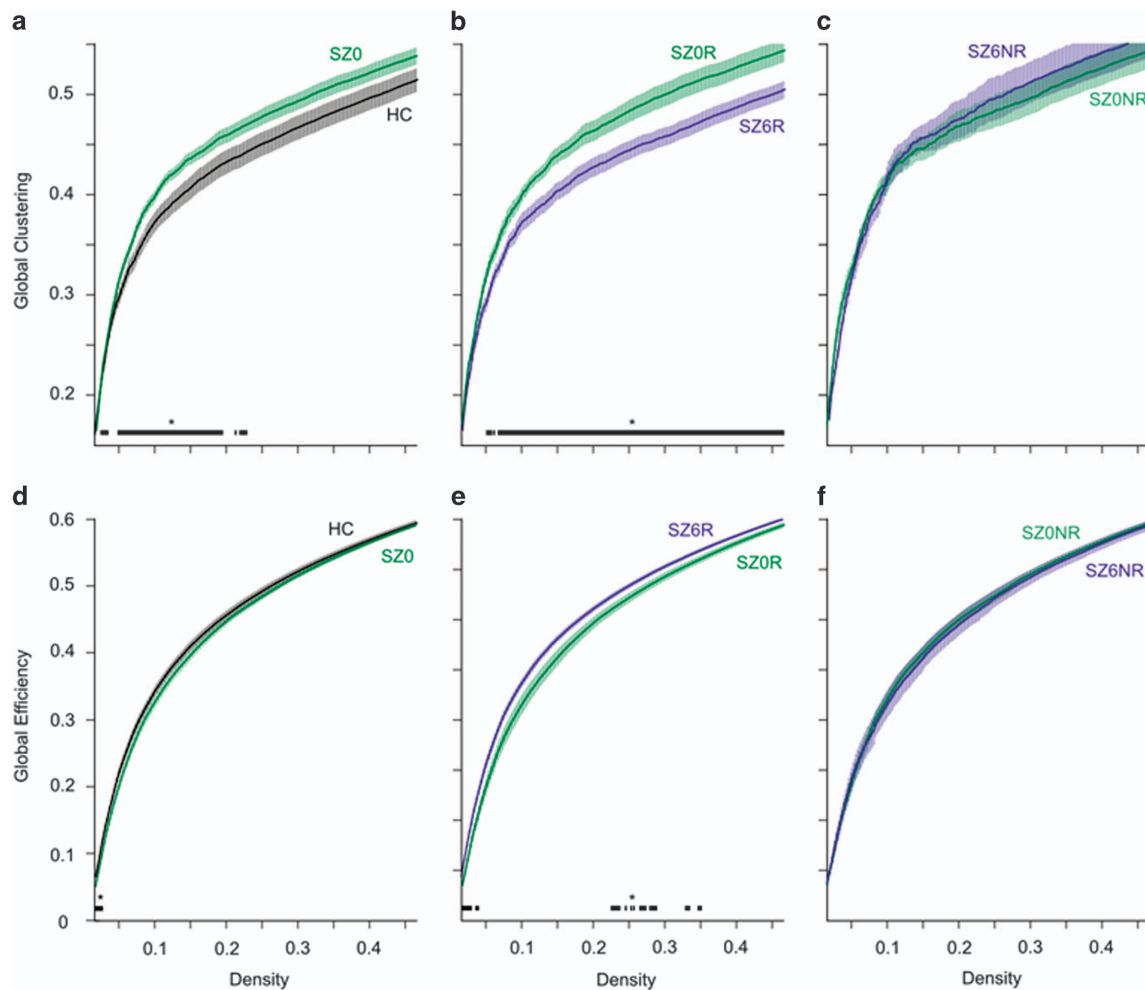 a
b
c
SZ0
HC
SZ0R
SZ6R
SZ6NR
SZ0NR
Global Clustering
0.5
0.4
0.3
0.2
*
*
d
e
f
HC
SZ0
SZ6R
SZ0R
SZ0NR
SZ6NR
Global Efficiency
0.6
0.5
0.4
0.3
0.2
0.1
0
*
*
0.1 0.2 0.3 0.4
0.1 0.2 0.3 0.4
0.1 0.2 0.3 0.4
Density
Density
Density